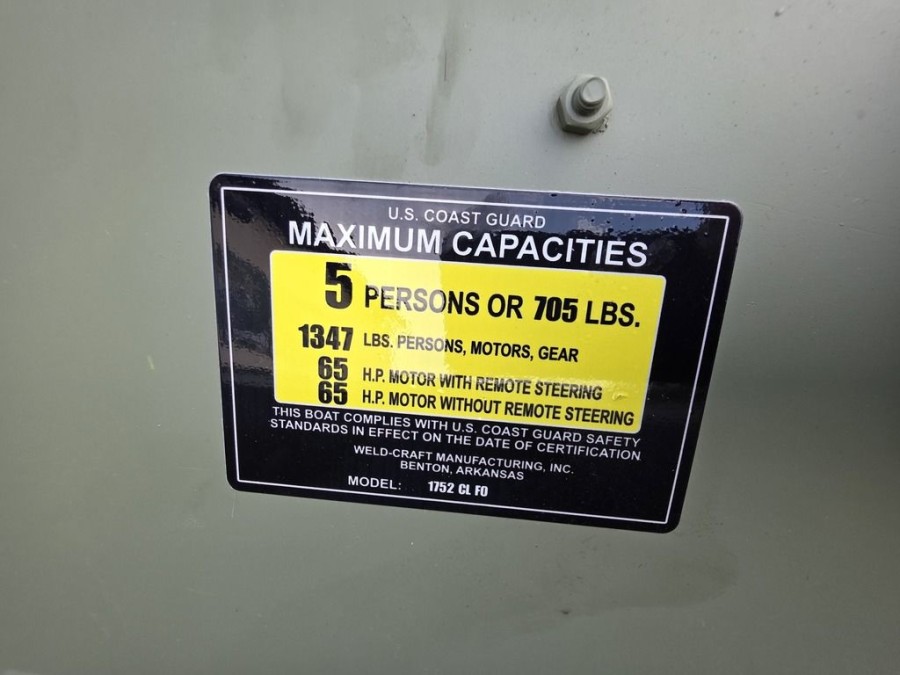 U.S. COAST GUARD
MAXIMUM CAPACITIES
5 PERSONS OR 705 LBS.
1347 LBS. PERSONS, MOTORS, GEAR
65 H.P. MOTOR WITH REMOTE STEERING
65 H.P. MOTOR WITHOUT REMOTE STEERING
THIS BOAT COMPLIES WITH U.S. COAST GUARD SAFETY
STANDARDS IN EFFECT ON THE DATE OF CERTIFICATION
WELD-CRAFT MANUFACTURING, INC.
BENTON, ARKANSAS
MODEL: 1752 CL FO